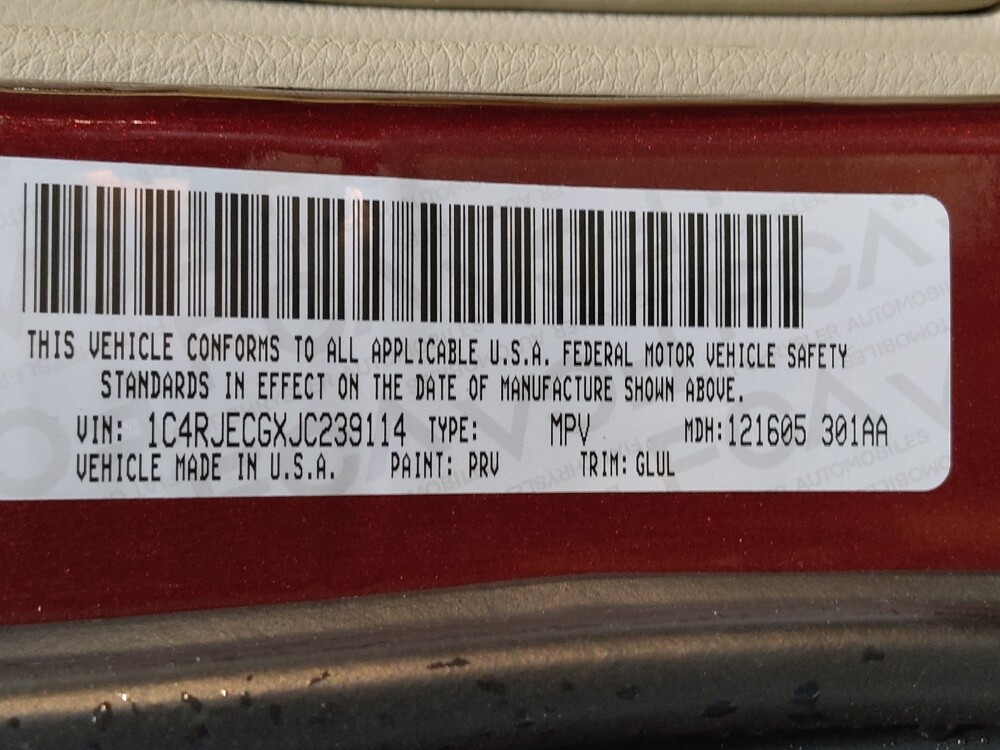 THIS VEHICLE CONFORMS TO ALL APPLICABLE U.S.A. FEDERAL MOTOR VEHICLE SAFETY
STANDARDS IN EFFECT ON THE DATE OF MANUFACTURE SHOWN ABOVE.
VIN: 1C4RJECGXJC239114 TYPE: MPV MDH:121605 301AA
VEHICLE MADE IN U.S.A. PAINT: PRV TRIM: GLUL